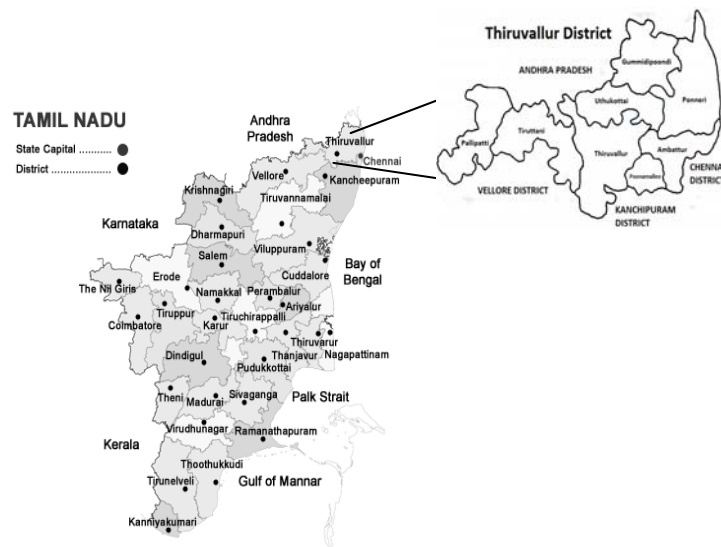 TAMIL NADU
State Capital ...........
District ......................
Andhra
Pradesh
Thiruvallur
Chennai
Vellore
Kancheepuram
Krishnagiri
Tiruvannamalai
Karnataka
Dharmapuri
Viluppuram
Salem
Bay of
Bengal
Erode
Cuddalore
The Nil Giris
Namakkal
Perambalur
Ariyalur
Tiruppur
Tiruchirappalli
Coimbatore
Karur
Thiruvarur
Thanjavur
Nagapattinam
Dindigul
Pudukkottai
Theni
Madurai
Sivaganga
Palk Strait
Virudhunagar
Ramanathapuram
Kerala
Thoothukkudi
Tirunelveli
Gulf of Mannar
Kanniyakumari
Thiruvallur District
Gummidipoondi
ANDHRA PRADESH
Uthukottai
Ponneri
Pallipatti
Tiruttani
Thiruvallur
Ambattur
Poonamallee
CHENNA
DISTRICT
VELLORE DISTRICT
KANCHIPURAM
DISTRICT